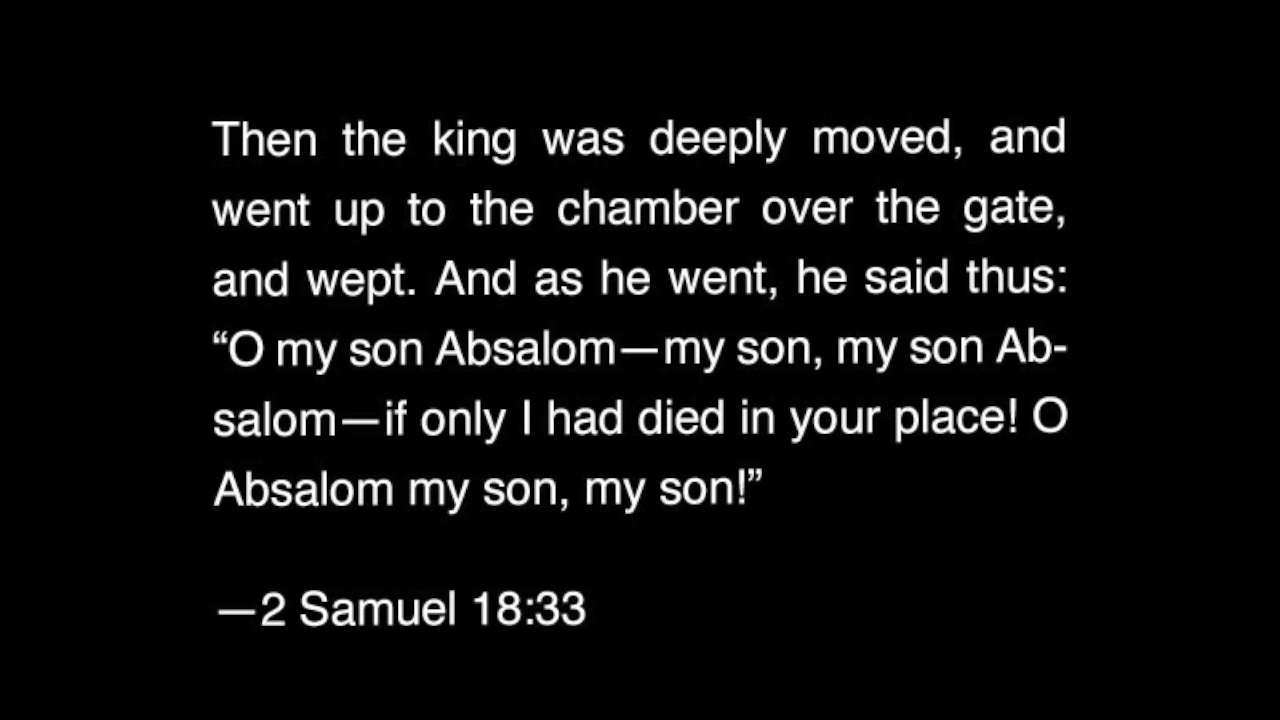 Then the king was deeply moved, and
went up to the chamber over the gate,
and wept. And as he went, he said thus:
“O my son Absalom—my son, my son Ab-
salom—if only I had died in your place! O
Absalom my son, my son!”
—2 Samuel 18:33